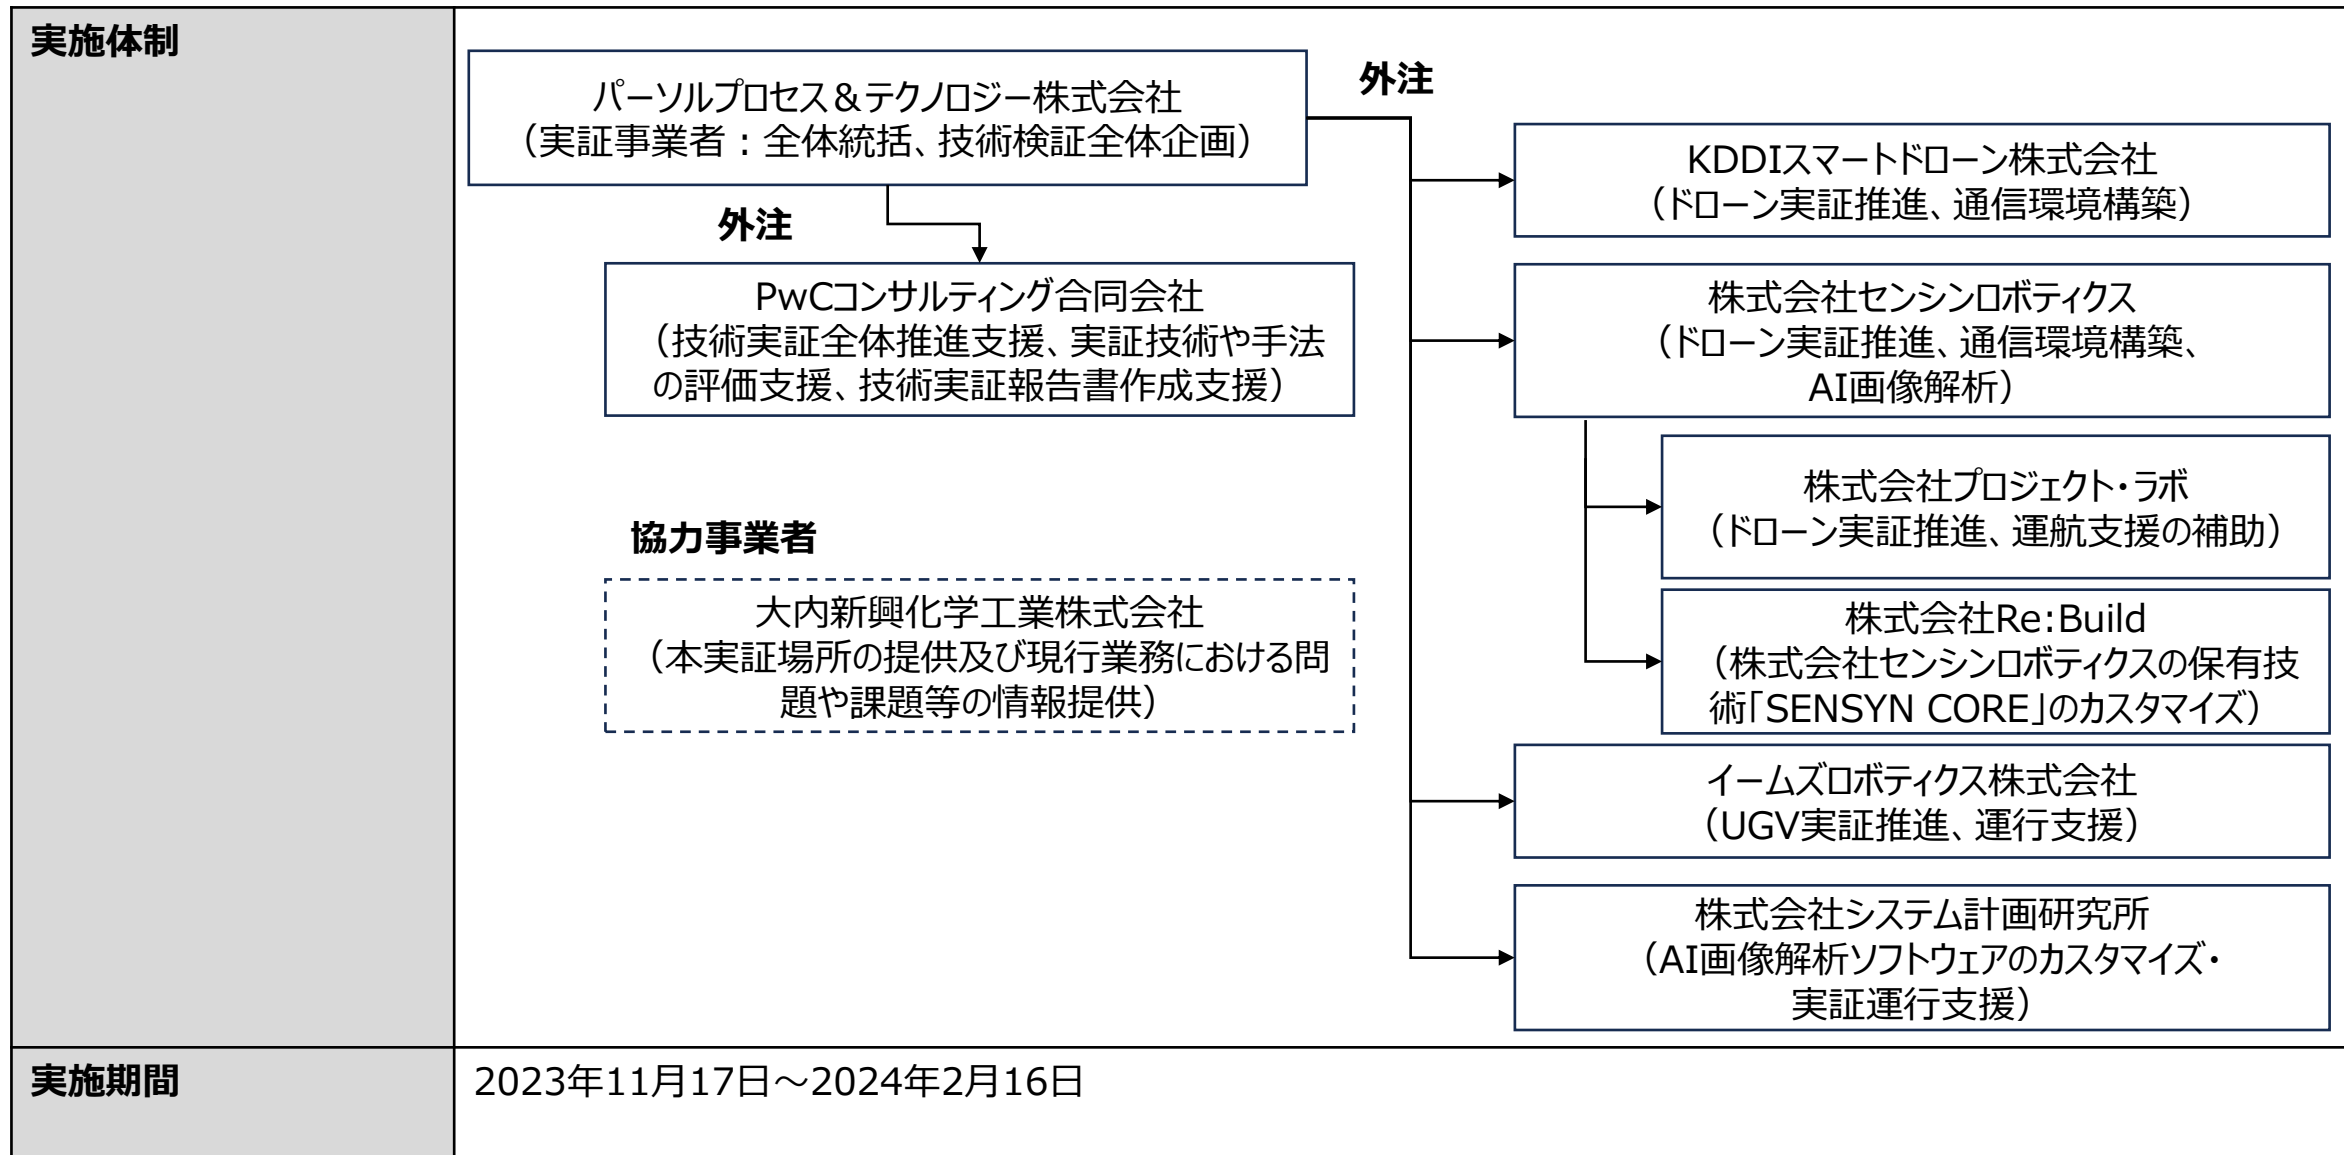 実施体制
パーソルプロセス＆テクノロジー株式会社
（実証事業者：全体統括、技術検証全体企画）
外注
外注
PwCコンサルティング合同会社
（技術実証全体推進支援、実証技術や手法
の評価支援、技術実証報告書作成支援）
協力事業者
大内新興化学工業株式会社
（本実証場所の提供及び現行業務における問
題や課題等の情報提供）
KDDIスマートドローン株式会社
（ドローン実証推進、通信環境構築）
株式会社センシンロボティクス
（ドローン実証推進、通信環境構築、
AI画像解析）
株式会社プロジェクト・ラボ
（ドローン実証推進、運航支援の補助）
株式会社Re:Build
（株式会社センシンロボティクスの保有技
術「SENSYN CORE」のカスタマイズ）
イームズロボティクス株式会社
（UGV実証推進、運行支援）
株式会社システム計画研究所
（AI画像解析ソフトウェアのカスタマイズ・
実証運行支援）
実施期間
2023年11月17日～2024年2月16日